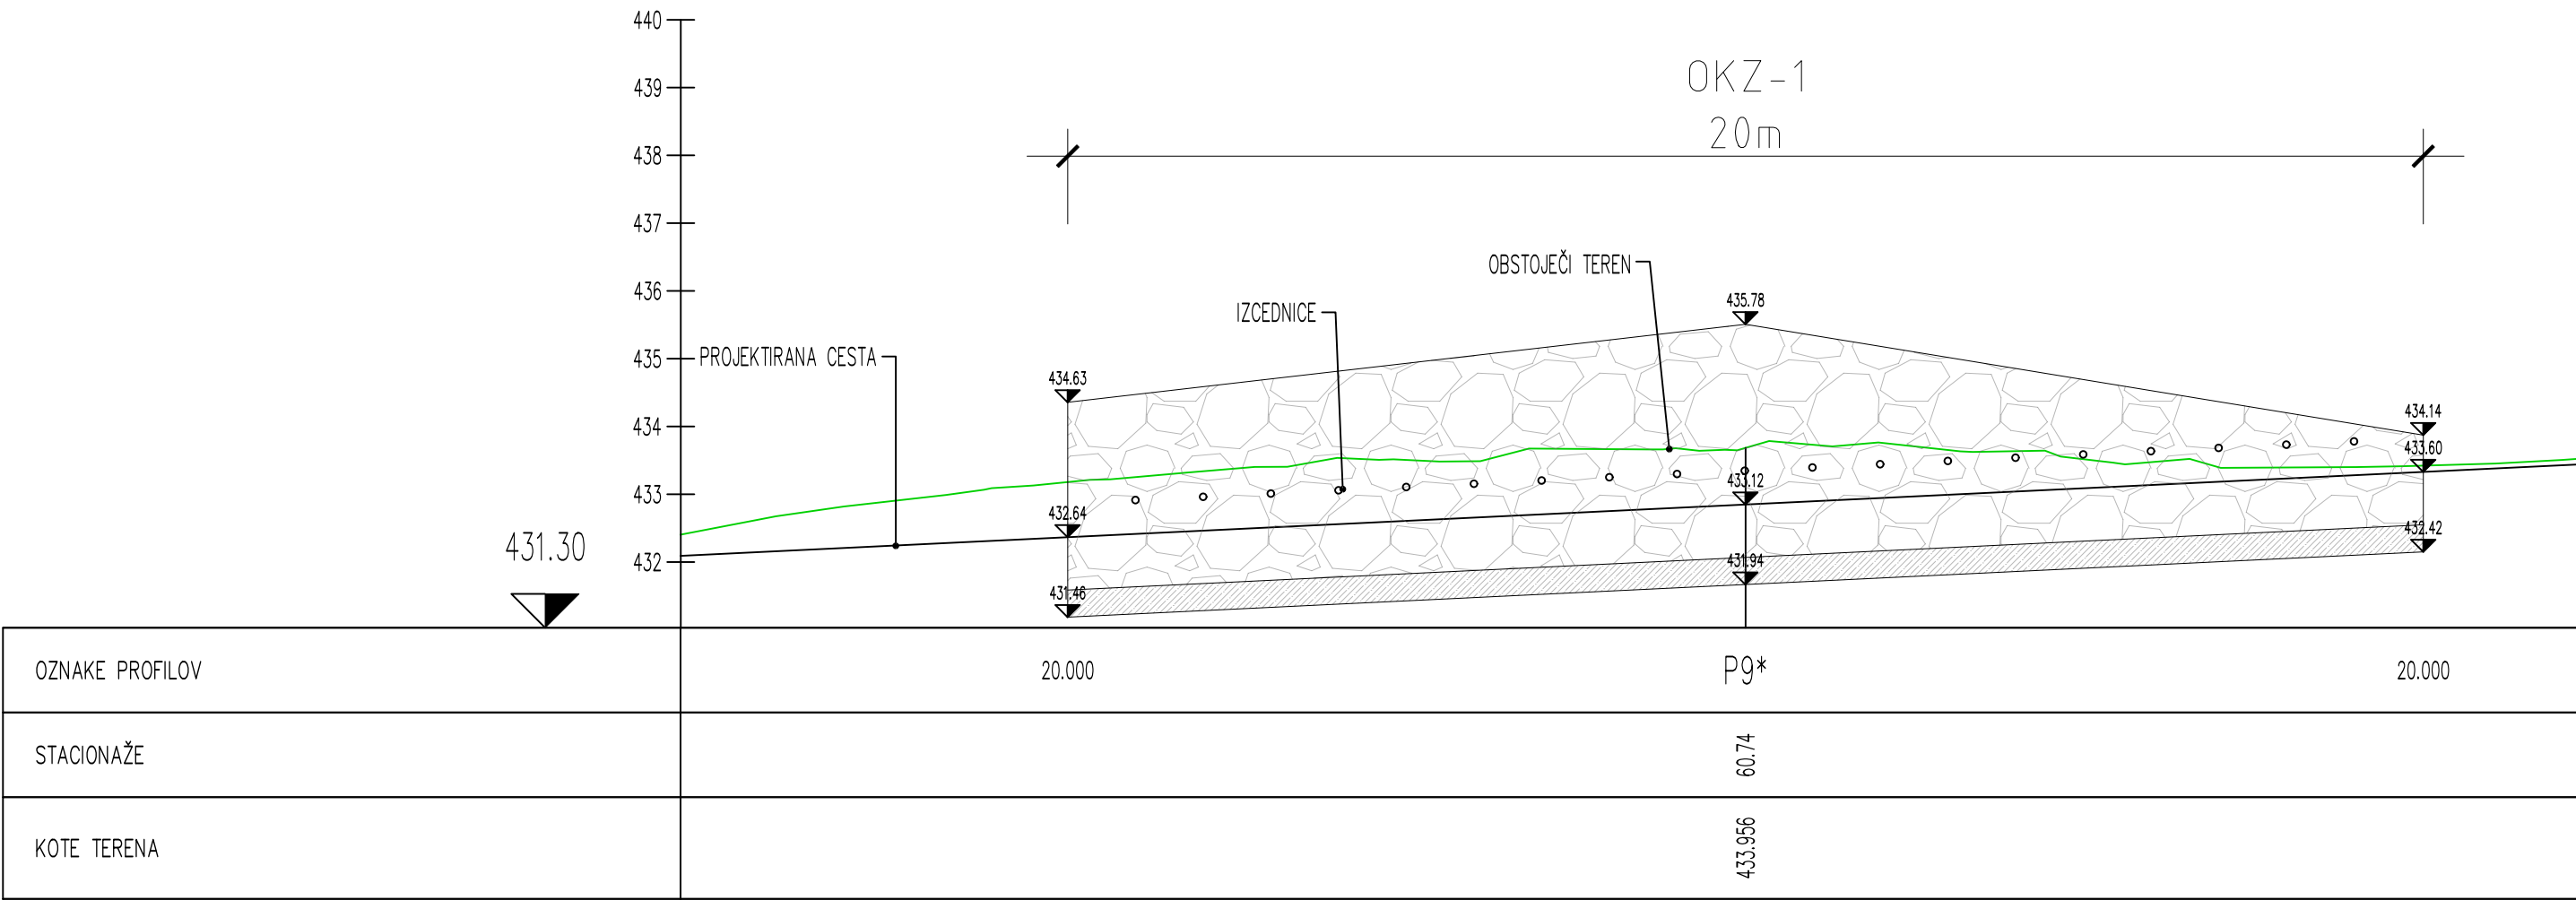 440
439
438
437
436
435
434
433
432
OKZ-1
20m
OBSTOJEČI TEREN
IZCEDNICE
PROJEKTIRANA CESTA
435.78
434.63
434.14
433.60
433.12
432.64
432.42
431.94
431.46
431.30
OZNAKE PROFILOV
20.000
P9*
20.000
STACIONAŽE
60.74
KOTE TERENA
433.956